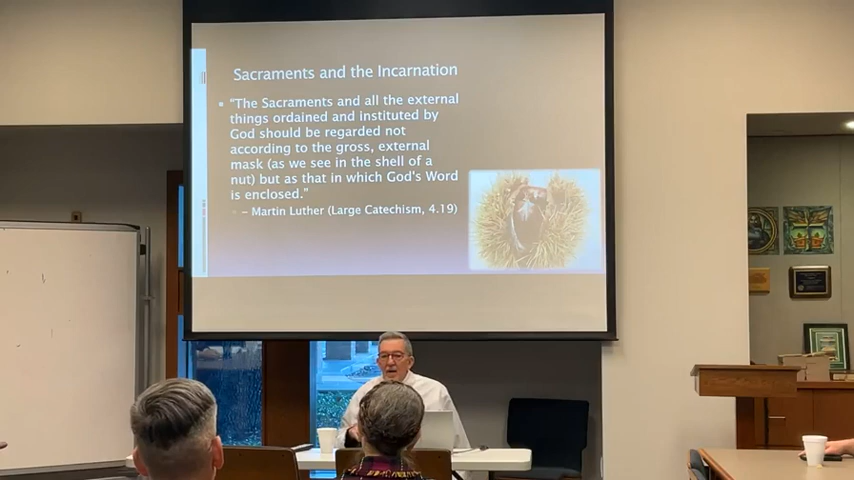 Sacraments and the Incarnation
"The Sacraments and all the external
things ordained and instituted by
God should be regarded not
according to the gross, external
mask (as we see in the shell of a
nut) but as that in which God's Word
is enclosed."
– Martin Luther (Large Catechism, 4.19)